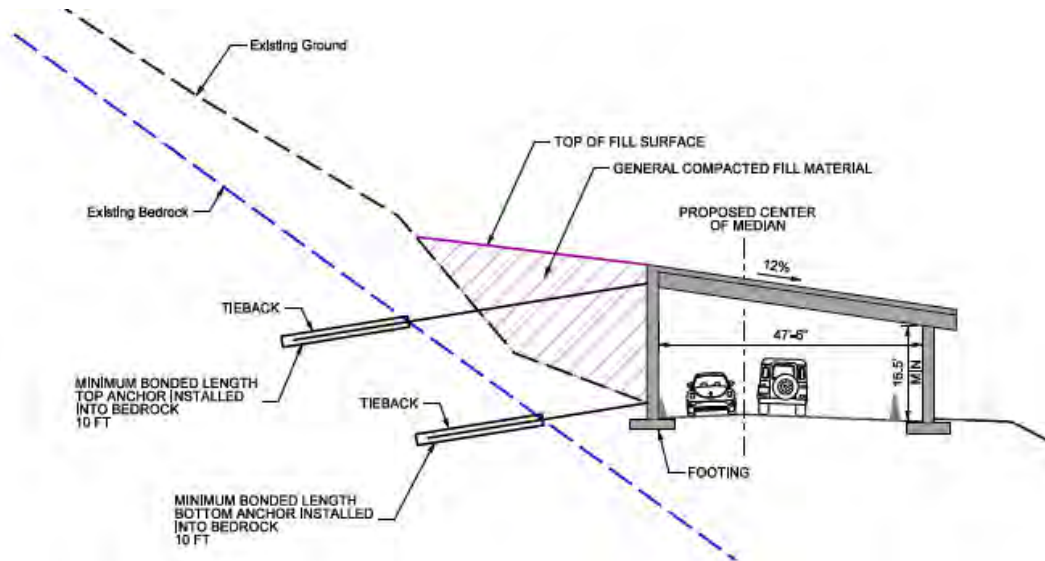 Existing Ground
TOP OF FILL SURFACE
GENERAL COMPACTED FILL MATERIAL
Existing Bedrock
PROPOSED CENTER
OF MEDIAN
12%
TIEBACK
47'-6"
16.5'
MIN
MINIMUM BONDED LENGTH
TOP ANCHOR INSTALLED
INTO BEDROCK
10 FT
TIEBACK
FOOTING
MINIMUM BONDED LENGTH
BOTTOM ANCHOR INSTALLED
INTO BEDROCK
10 FT